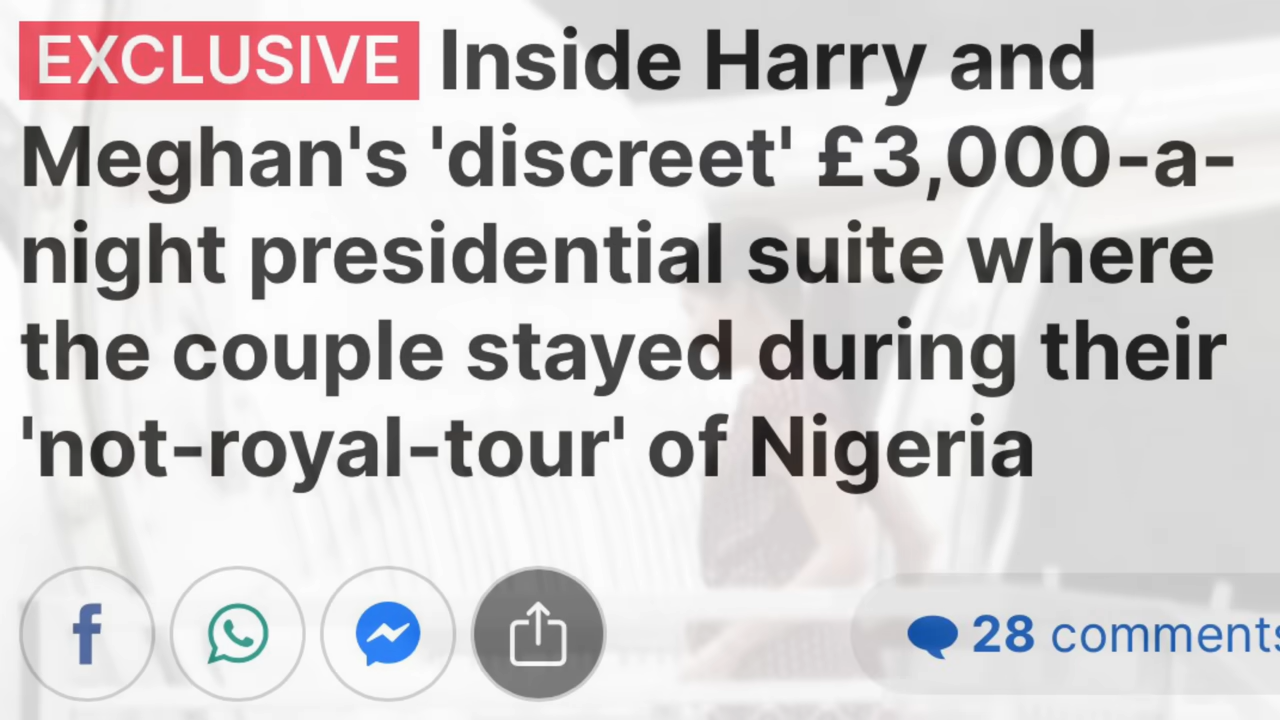 EXCLUSIVE Inside Harry and
Meghan's 'discreet' £3,000-a-
night presidential suite where
the couple stayed during their
'not-royal-tour' of Nigeria
28 comments